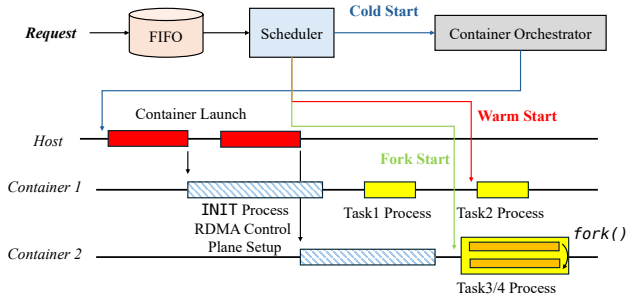 Cold Start
Request
FIFO
Scheduler
Container Orchestrator
Container Launch
Warm Start
Host
Fork Start
Container 1
INIT Process
RDMA Control
Plane Setup
Task1 Process
Task2 Process
fork()
Container 2
Task3/4 Process